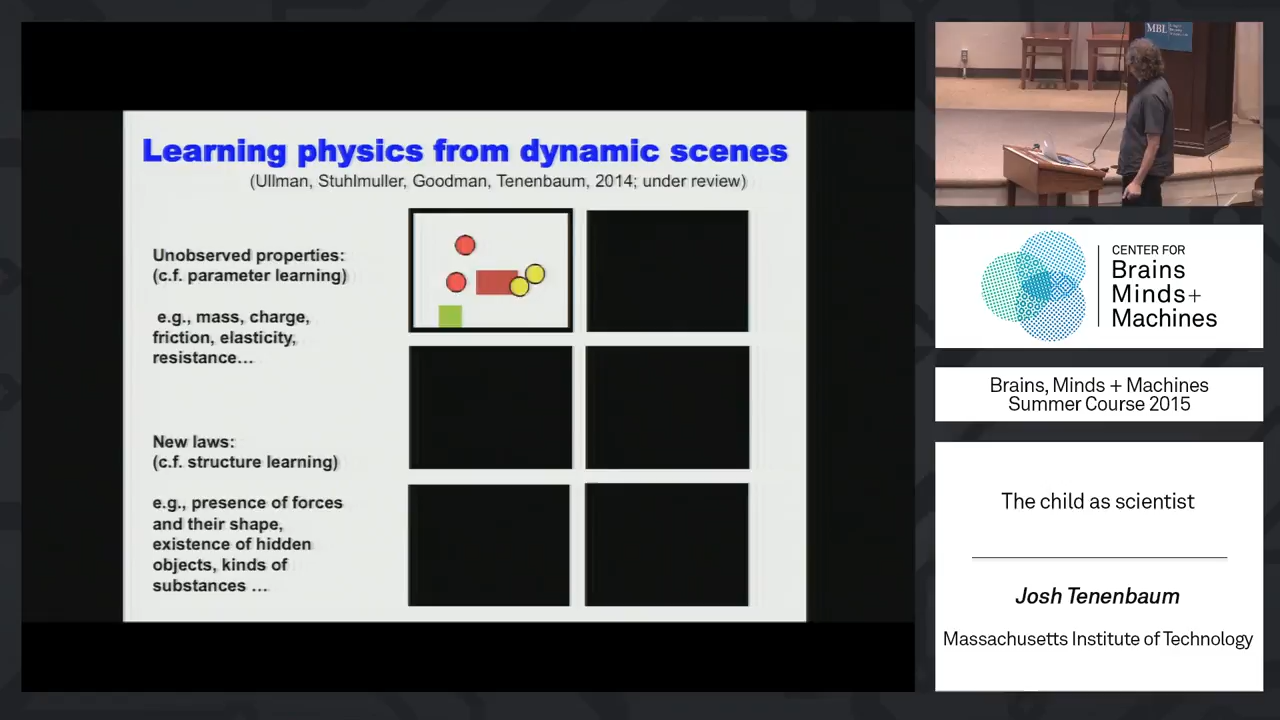 Learning physics from dynamic scenes
(Ullman, Stuhlmuller, Goodman, Tenenbaum, 2014; under review)
Unobserved properties:
(c.f. parameter learning)
e.g., mass, charge,
friction, elasticity,
resistance…
New laws:
(c.f. structure learning)
e.g., presence of forces
and their shape,
existence of hidden
objects, kinds of
substances …
MBL
CENTER FOR
Brains
Minds+
Machines
Brains, Minds + Machines
Summer Course 2015
The child as scientist
Josh Tenenbaum
Massachusetts Institute of Technology